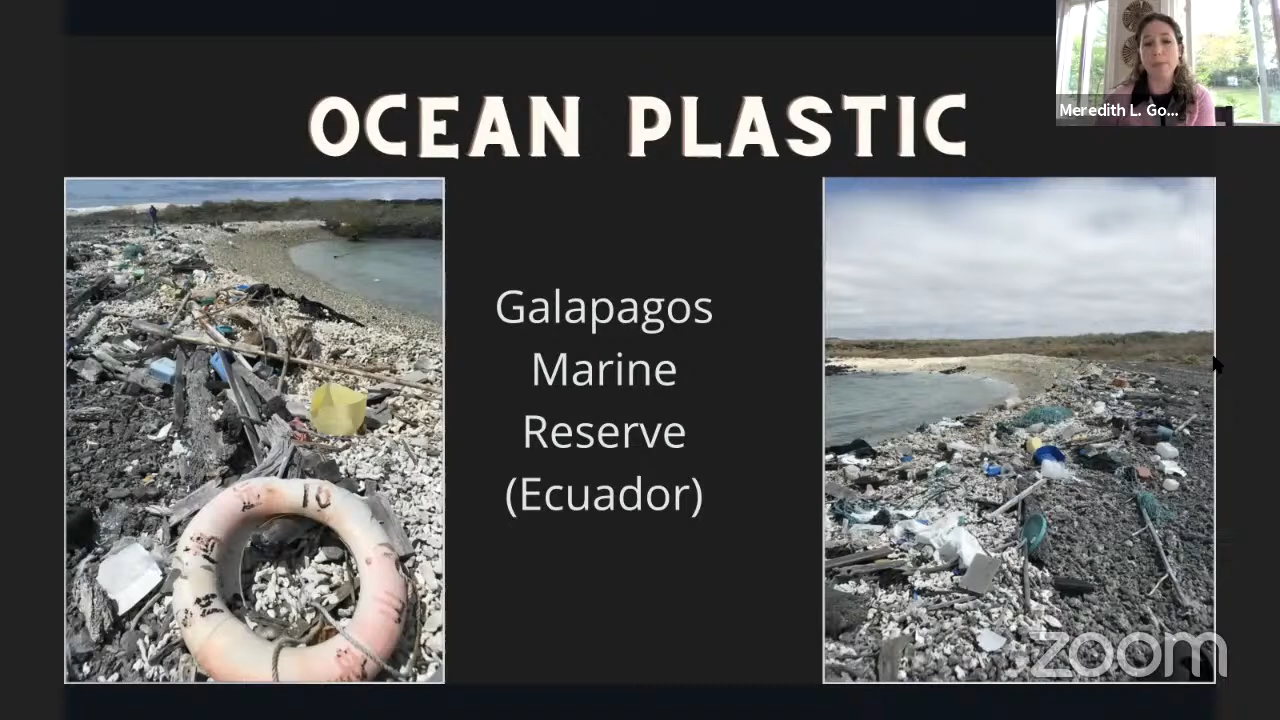 OCEAN PLASTIC
Meredith L. Go...
Galapagos
Marine
Reserve
(Ecuador)
10
zoom